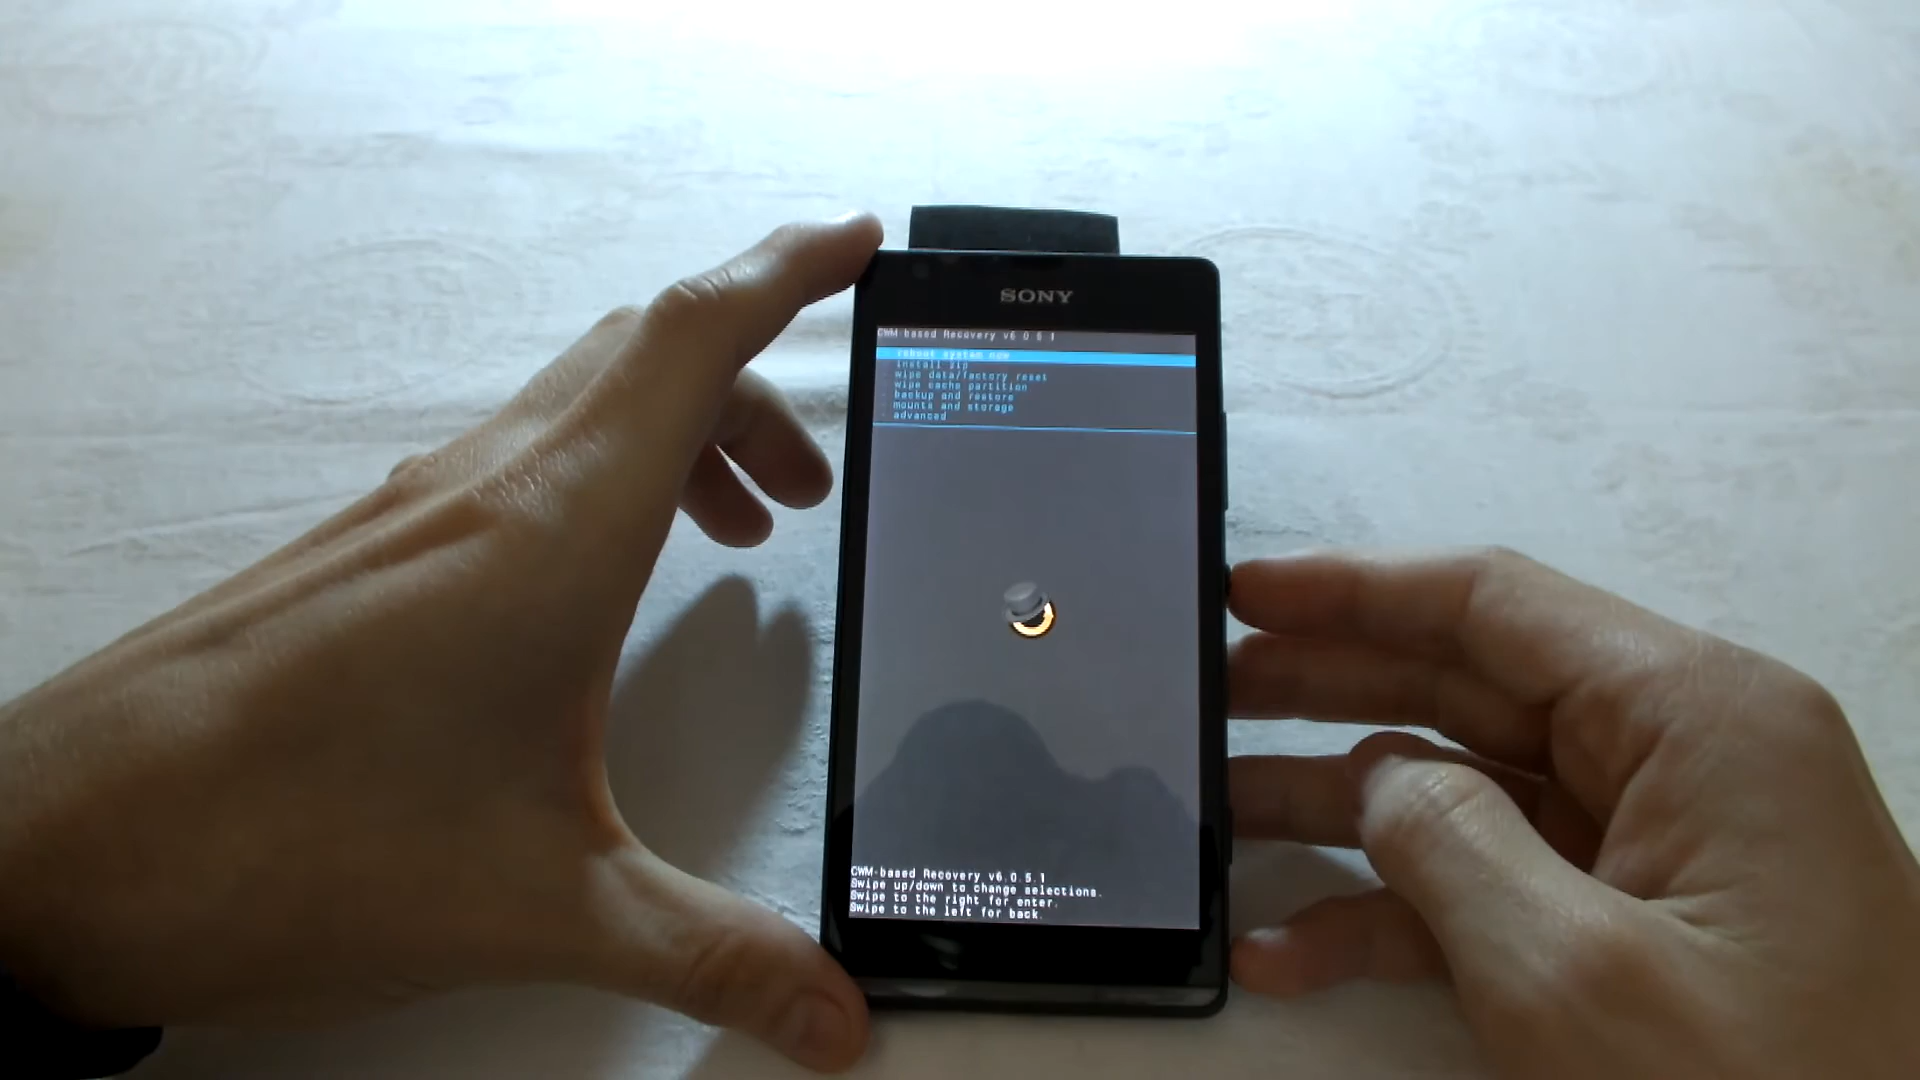 SONY
CWM-based Recovery v6.0.5.1
reboot system now
install zip
wipe data/factory reset
wipe cache partition
backup and restore
mounts and storage
advanced
CWM-based Recovery v6.0.5.1
Swipe up/down to change selections.
Swipe to the right for enter.
Swipe to the left for back.